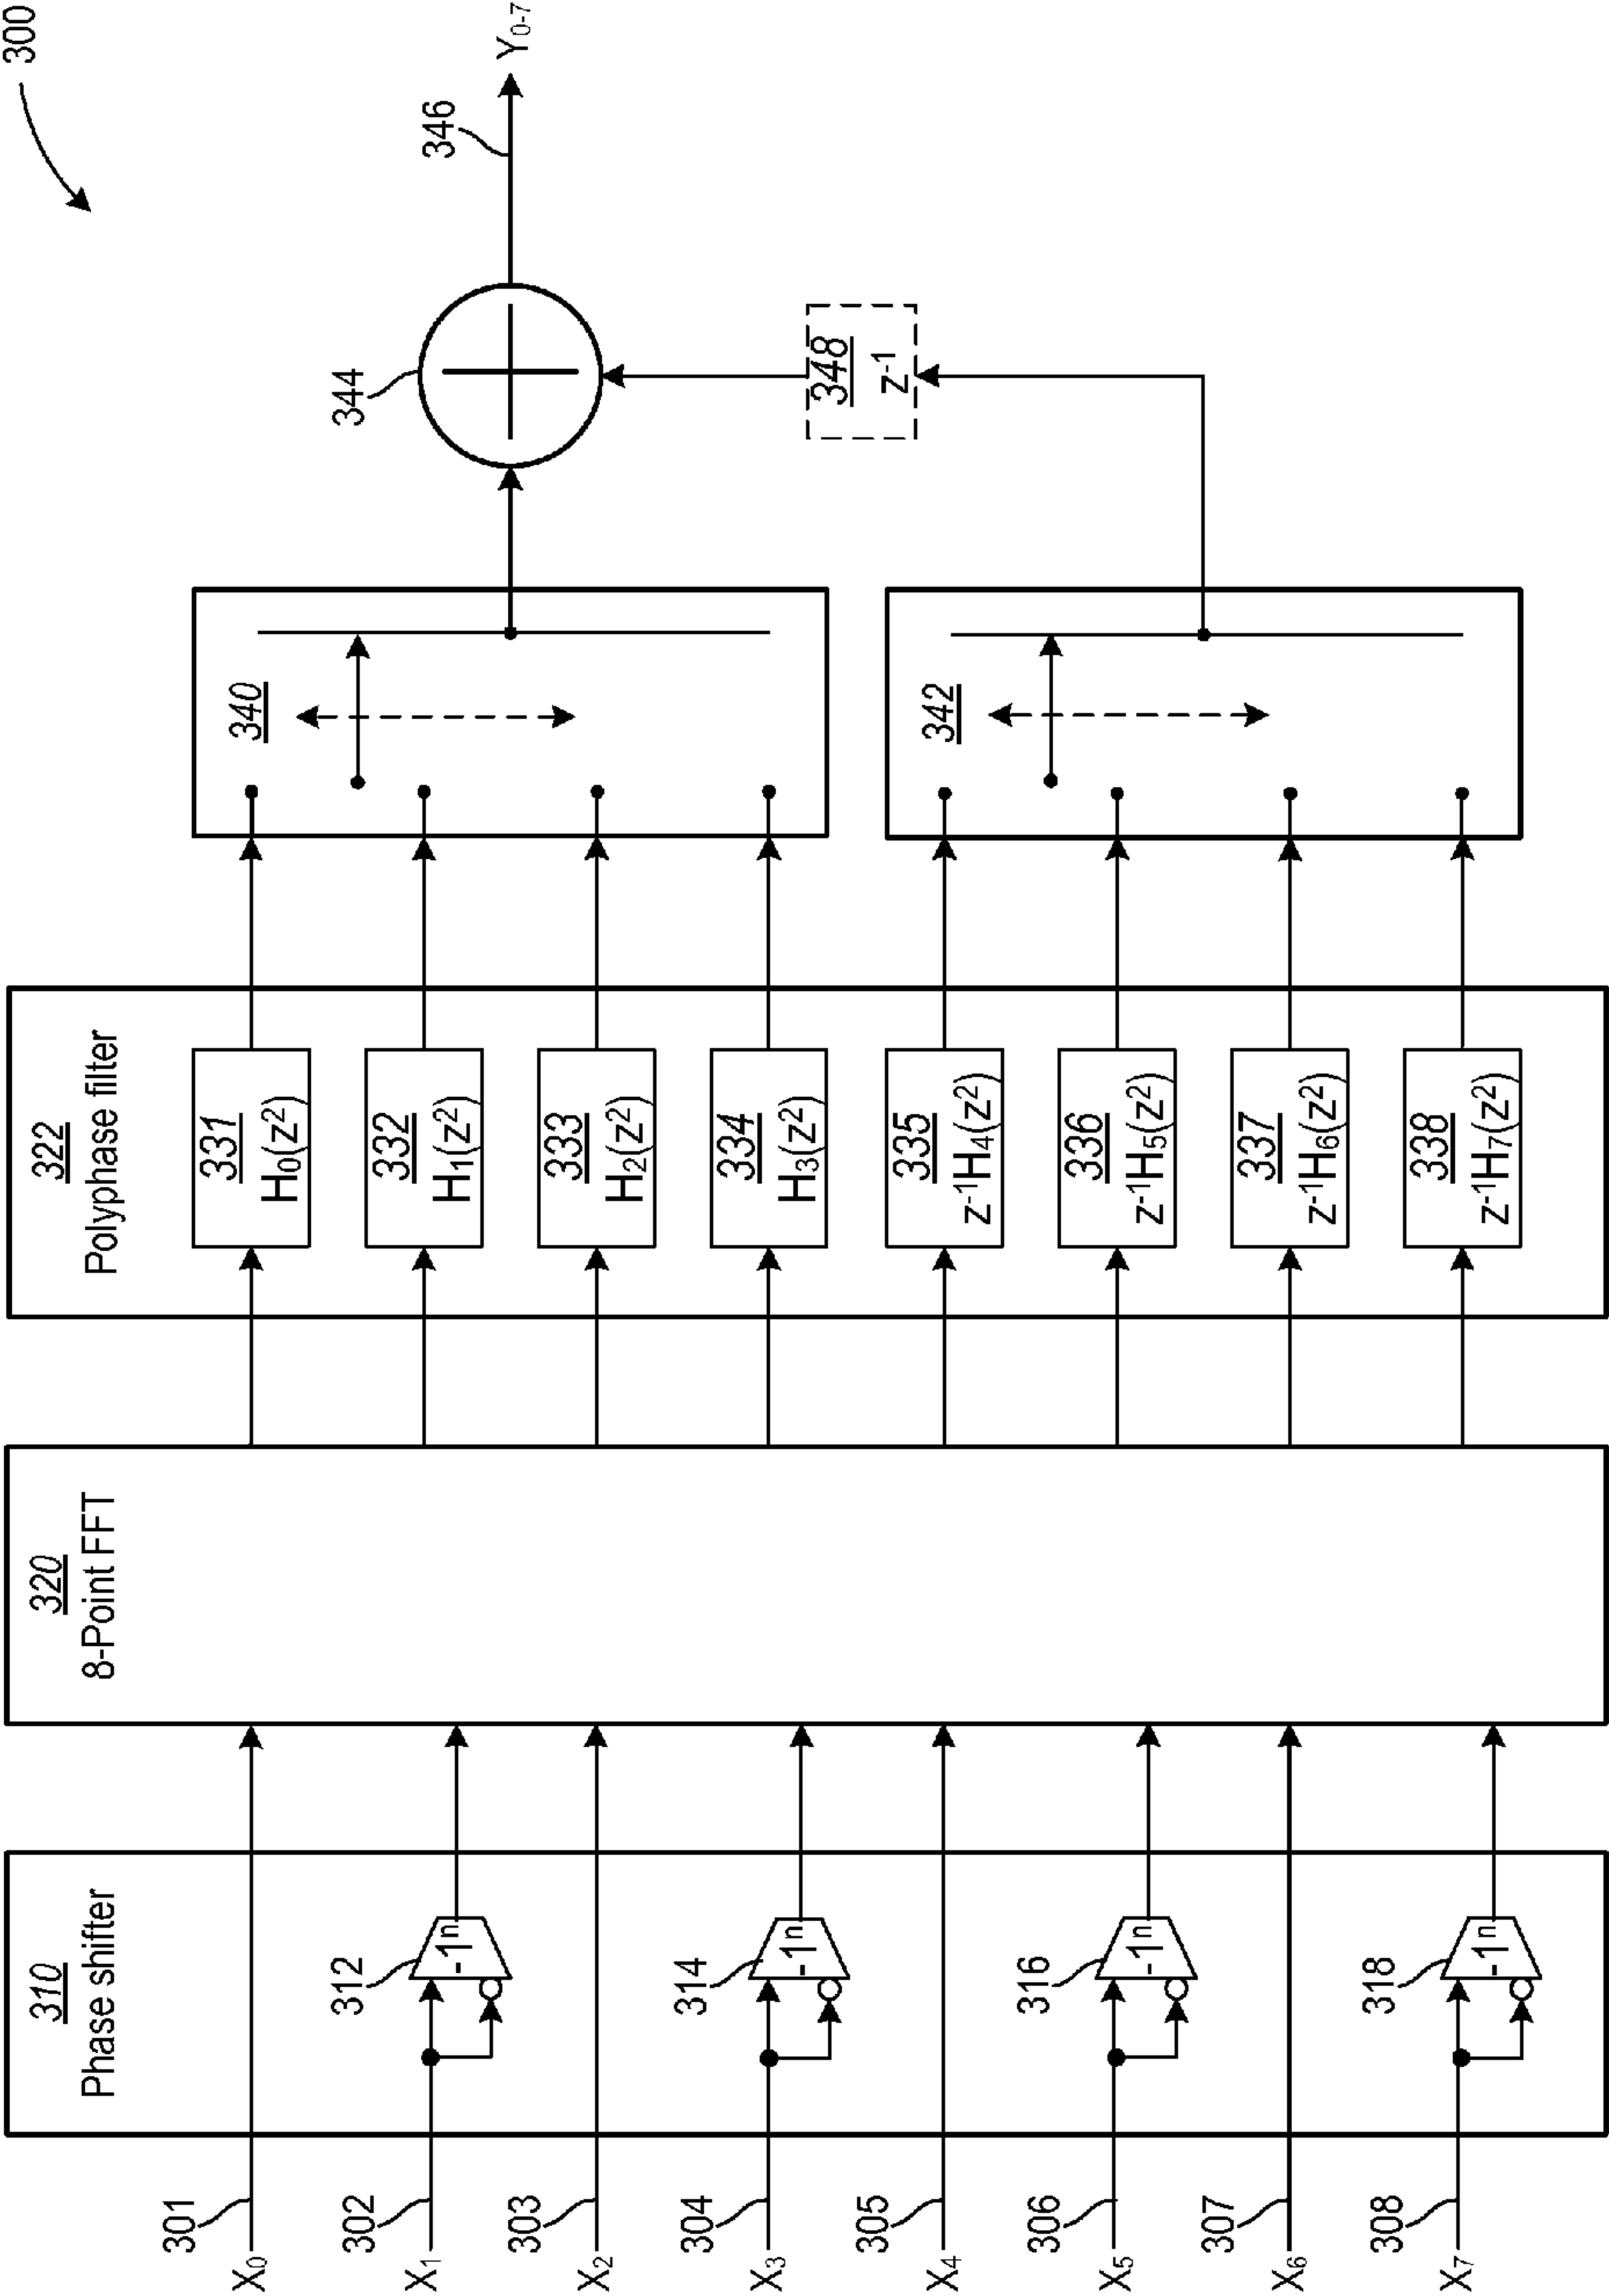 300
310
Phase shifter
320
8-Point FFT
322
Polyphase filter
301
X0
302
X1
303
X2
304
X3
305
X4
306
X5
307
X6
308
X7
312
-1ⁿ
314
-1ⁿ
316
-1ⁿ
318
-1ⁿ
331
H₀(z²)
332
H₁(z²)
333
H₂(z²)
334
H₃(z²)
335
z⁻¹H₄(z²)
336
z⁻¹H₅(z²)
337
z⁻¹H₆(z²)
338
z⁻¹H₇(z²)
340
342
344
348
z⁻¹
346
Y₀₋₇